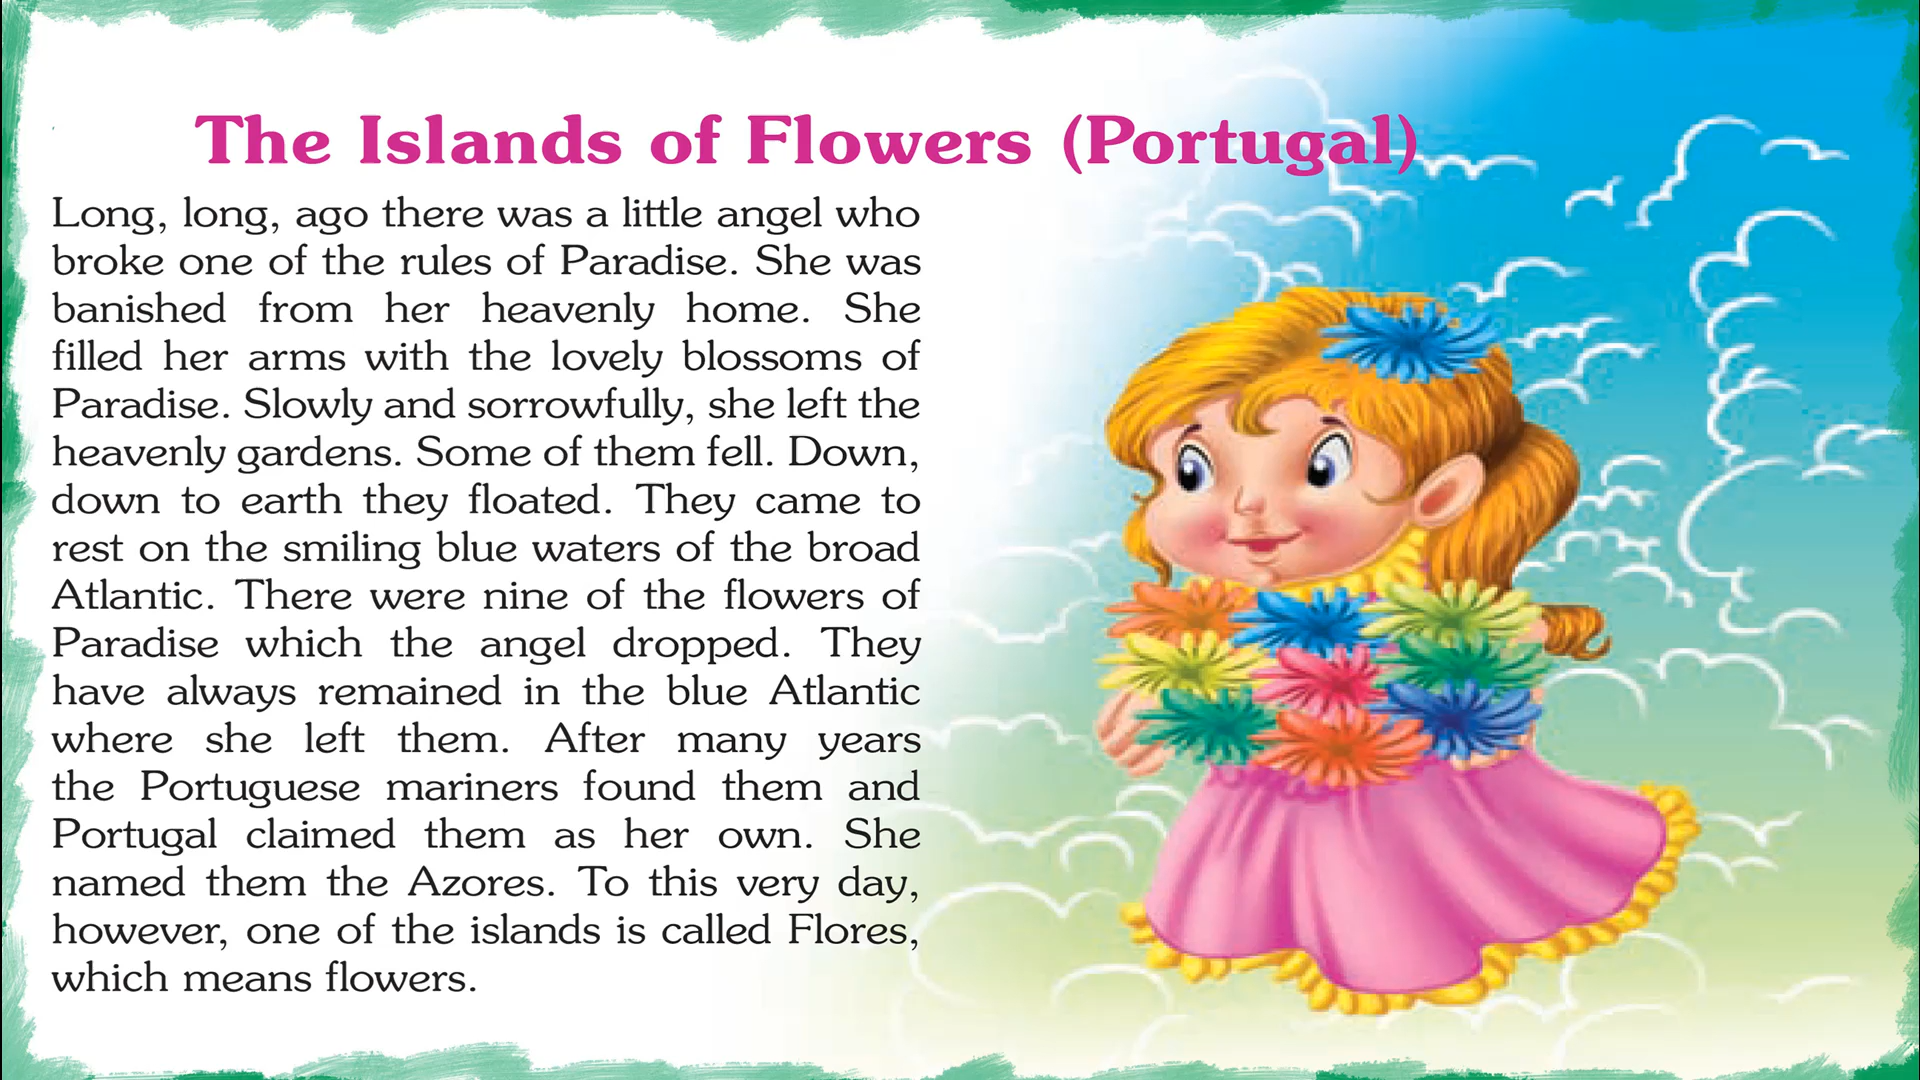 The Islands of Flowers (Portugal)
Long, long, ago there was a little angel who
broke one of the rules of Paradise. She was
banished from her heavenly home. She
filled her arms with the lovely blossoms of
Paradise. Slowly and sorrowfully, she left the
heavenly gardens. Some of them fell. Down,
down to earth they floated. They came to
rest on the smiling blue waters of the broad
Atlantic. There were nine of the flowers of
Paradise which the angel dropped. They
have always remained in the blue Atlantic
where she left them. After many years
the Portuguese mariners found them and
Portugal claimed them as her own. She
named them the Azores. To this very day,
however, one of the islands is called Flores,
which means flowers.